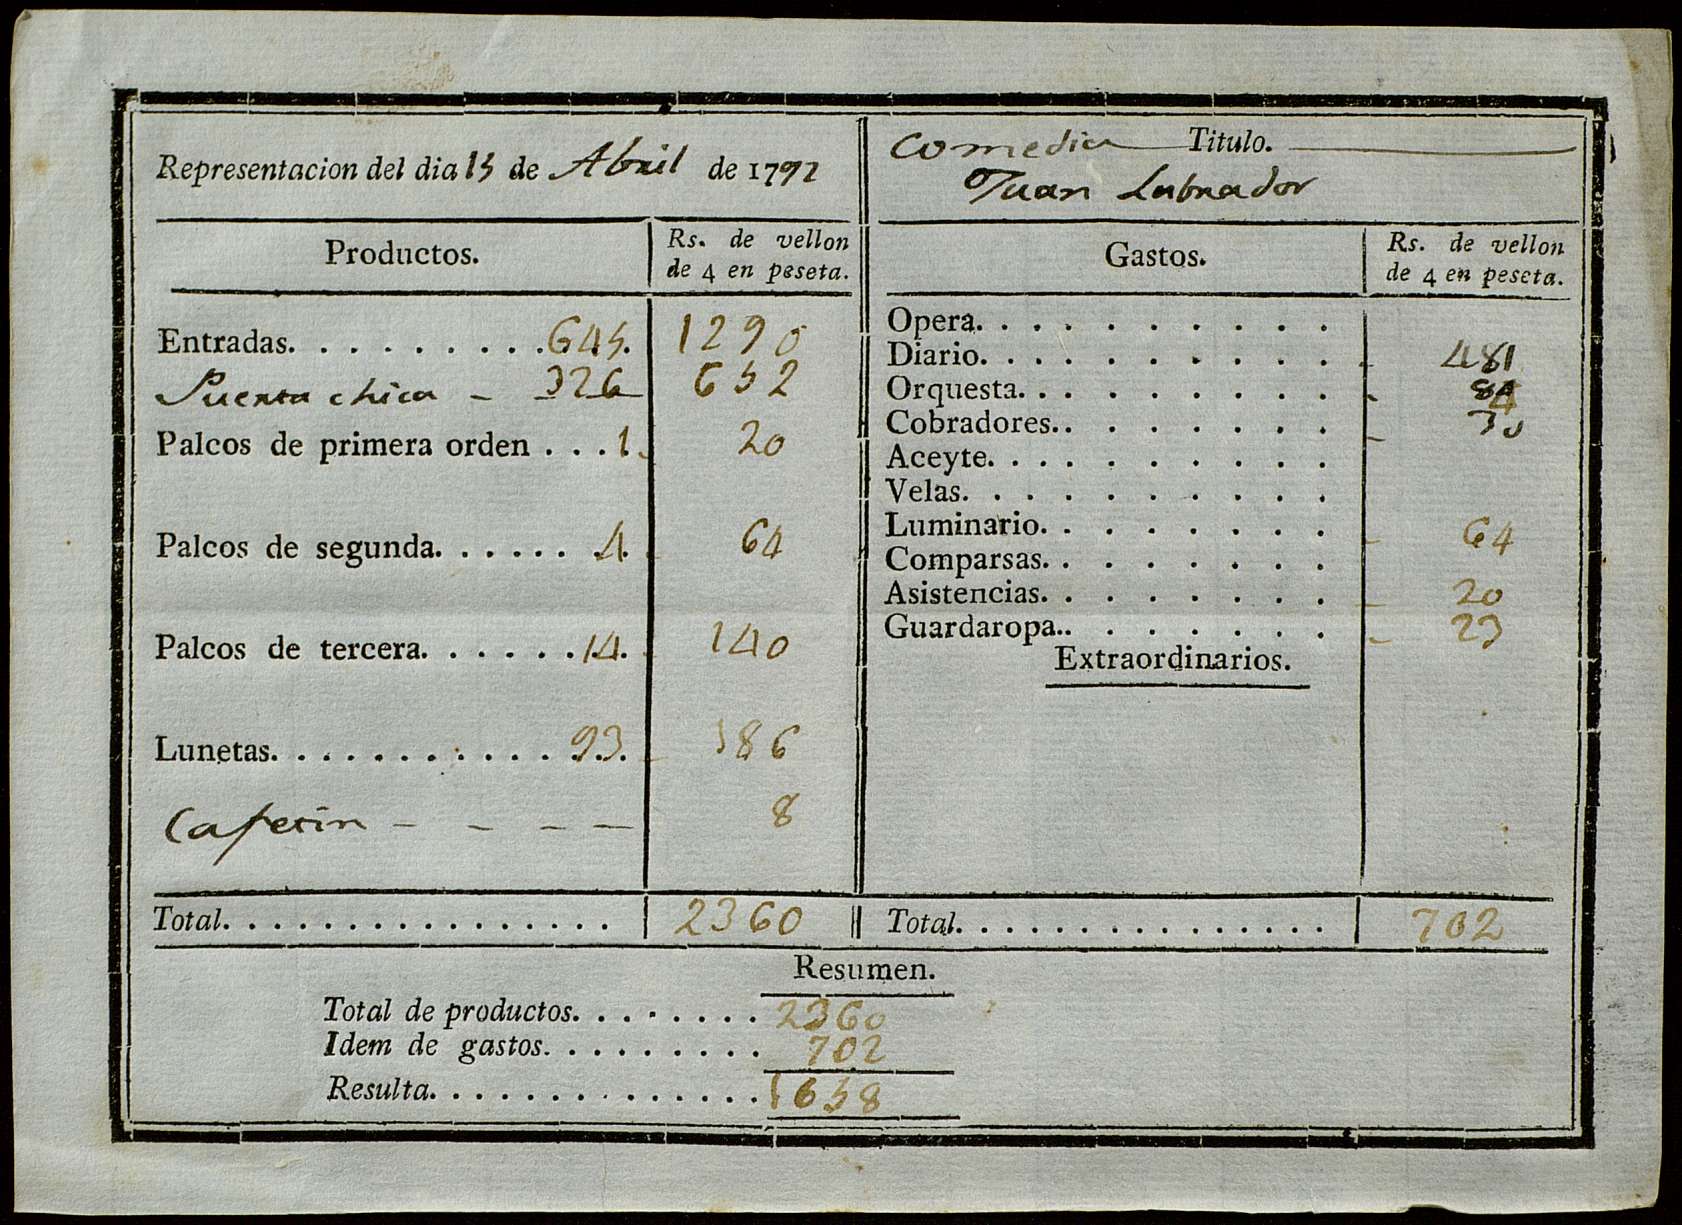 Representacion del dia 15 de Abril de 1792
Comedia Titulo.
Juan Labrador
Productos. Rs. de vellon de 4 en peseta.
Gastos. Rs. de vellon de 4 en peseta.
Entradas. . . . . . . . . . 645. 1290
Puerta chica - 326 652
Palcos de primera orden . . . 1. 20
Palcos de segunda. . . . . . . 4. 64
Palcos de tercera. . . . . . . 14. 140
Lunetas. . . . . . . . . . . . 93. 186
Cafetin - - - - 8
Total. . . . . . . . . . . . . . . . . 2360
Opera. . . . . . . . . . .
Diario. . . . . . . . . . . 481
Orquesta. . . . . . . . . 84
Cobradores.. . . . . . . . 30
Aceyte. . . . . . . . . . .
Velas. . . . . . . . . . .
Luminario. . . . . . . . 64
Comparsas. . . . . . . .
Asistencias. . . . . . . . 20
Guardaropa.. . . . . . . 23
Extraordinarios.
Total. . . . . . . . . . . . . . . . . 702
Resumen.
Total de productos. . . . . . . . 2360
Idem de gastos. . . . . . . . . . 702
Resulta. . . . . . . . . . . . . . . 1658